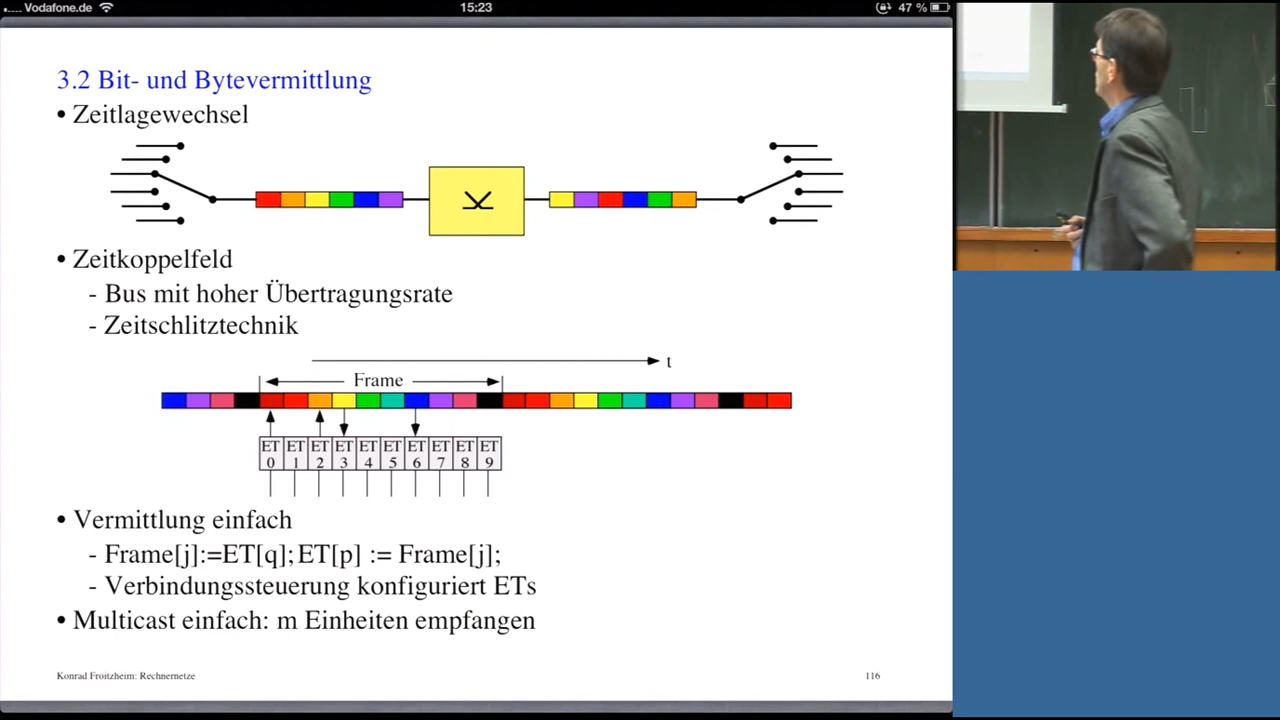 Vodafone.de 15:23 47 %
3.2 Bit- und Bytevermittlung
• Zeitlagewechsel
• Zeitkoppelfeld
- Bus mit hoher Übertragungsrate
- Zeitschlitztechnik
t
Frame
ET ET ET ET ET ET ET ET ET ET
0 1 2 3 4 5 6 7 8 9
• Vermittlung einfach
- Frame[j]:=ET[q]; ET[p] := Frame[j];
- Verbindungssteuerung konfiguriert ETs
• Multicast einfach: m Einheiten empfangen
Konrad Froitzheim: Rechnernetze 116